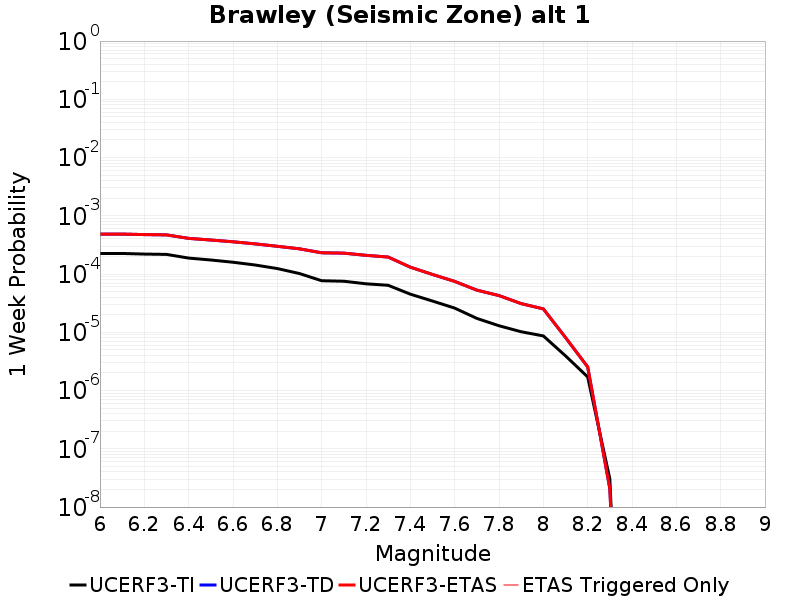 Brawley (Seismic Zone) alt 1
1 Week Probability
10^0
10^-1
10^-2
10^-3
10^-4
10^-5
10^-6
10^-7
10^-8
6 6.2 6.4 6.6 6.8 7 7.2 7.4 7.6 7.8 8 8.2 8.4 8.6 8.8 9
Magnitude
UCERF3-TI UCERF3-TD UCERF3-ETAS ETAS Triggered Only